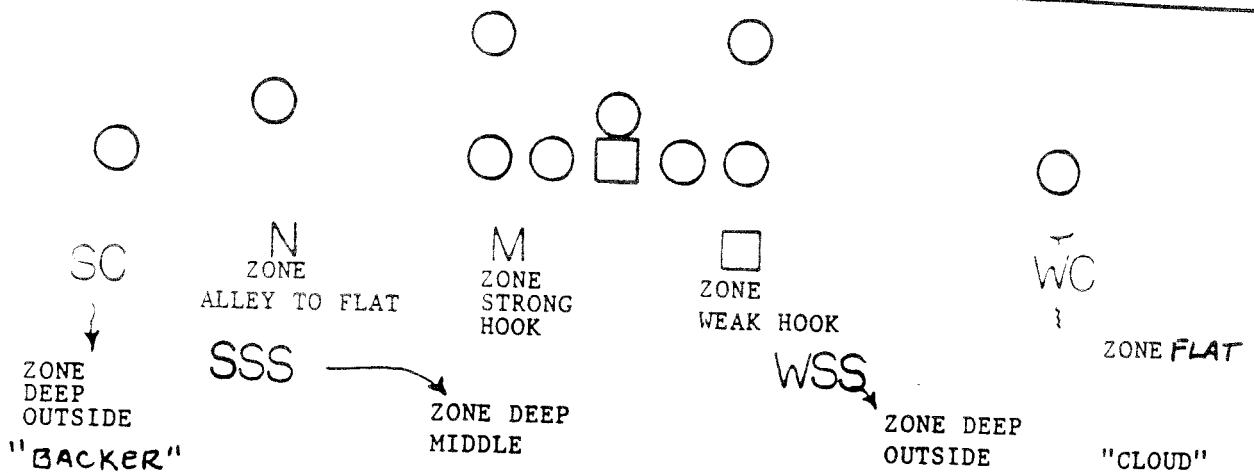 SC
N
ZONE
ALLEY TO FLAT
M
ZONE
STRONG
HOOK
ZONE
WEAK HOOK
WC
ZONE FLAT
ZONE
DEEP
OUTSIDE
"BACKER"
SSS
ZONE DEEP
MIDDLE
WSS
ZONE DEEP
OUTSIDE
"CLOUD"